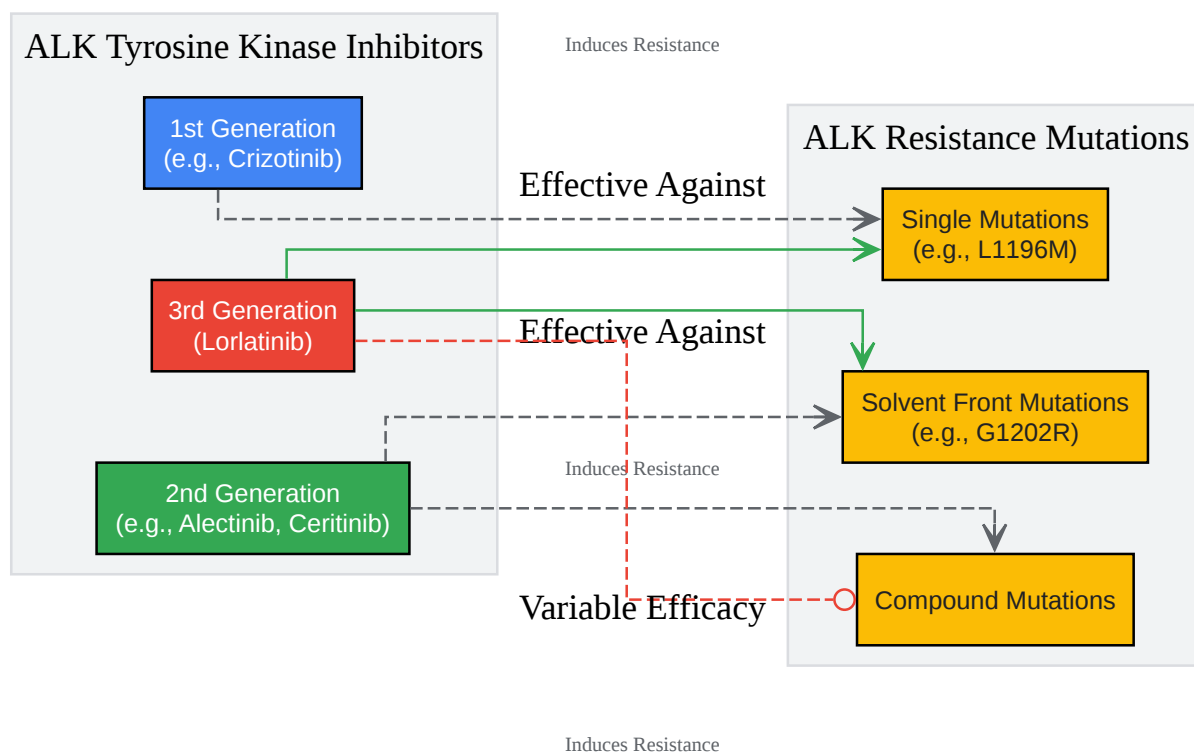 ALK Tyrosine Kinase Inhibitors
1st Generation
(e.g., Crizotinib)
3rd Generation
(Lorlatinib)
2nd Generation
(e.g., Alectinib, Ceritinib)
Induces Resistance
Effective Against
Effective Against
Induces Resistance
Variable Efficacy
Induces Resistance
ALK Resistance Mutations
Single Mutations
(e.g., L1196M)
Solvent Front Mutations
(e.g., G1202R)
Compound Mutations